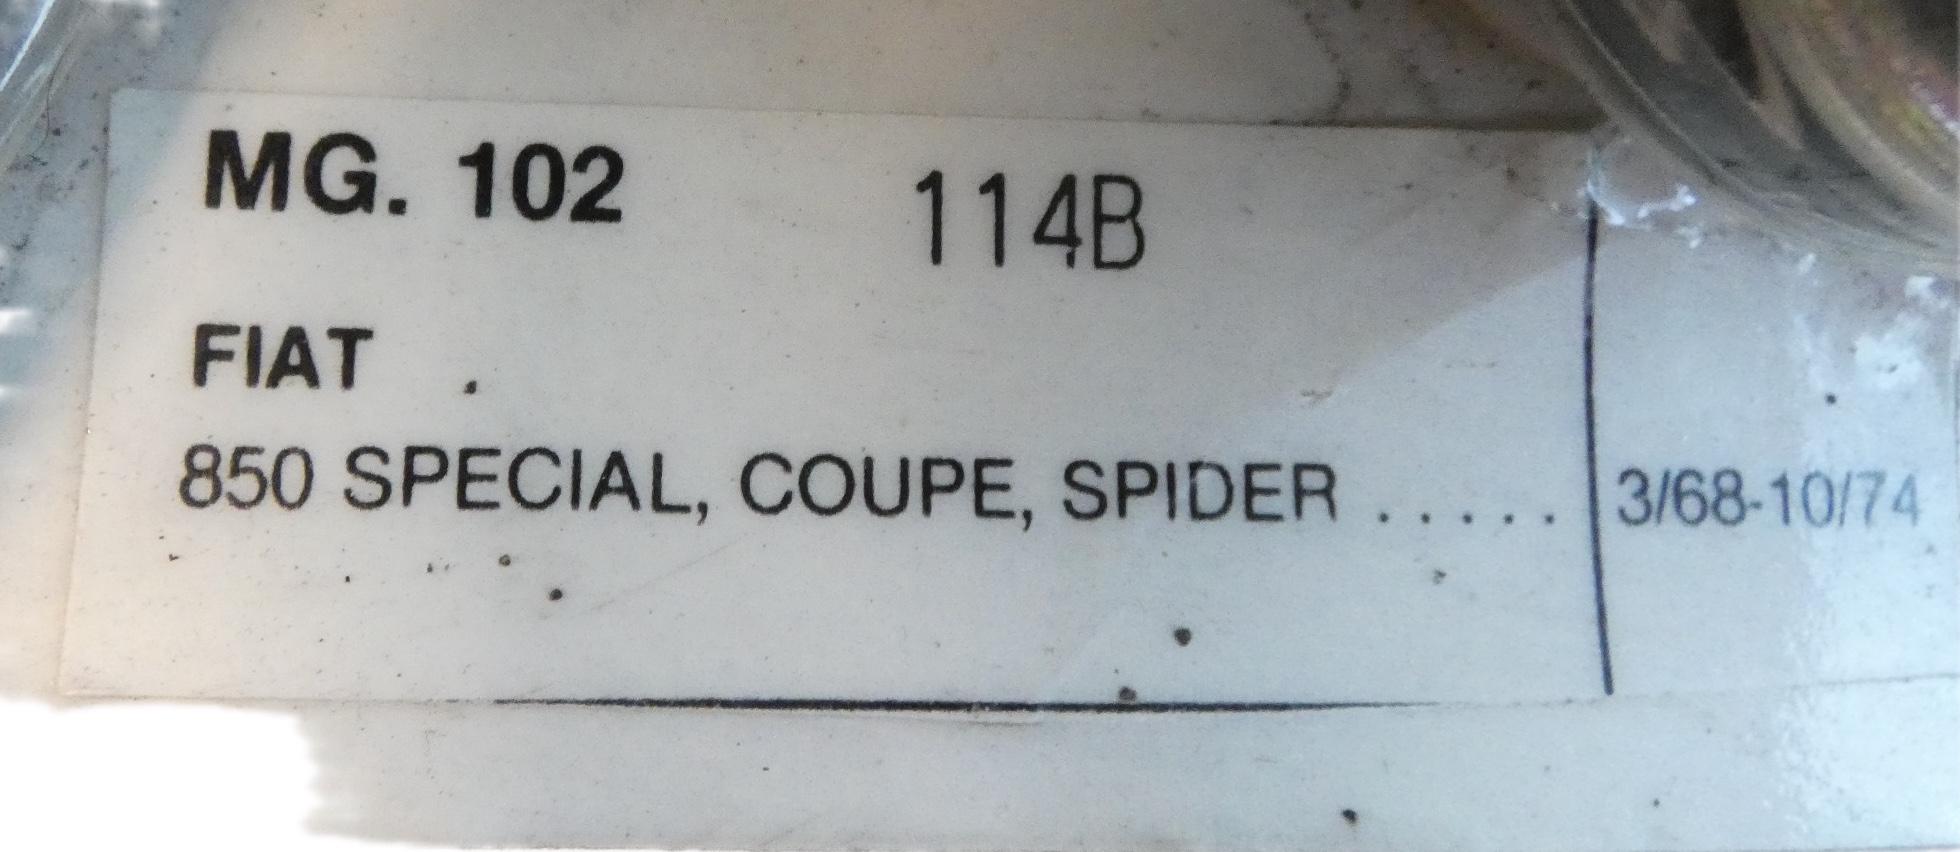 MG. 102 114B
FIAT
850 SPECIAL, COUPE, SPIDER ..... 3/68-10/74